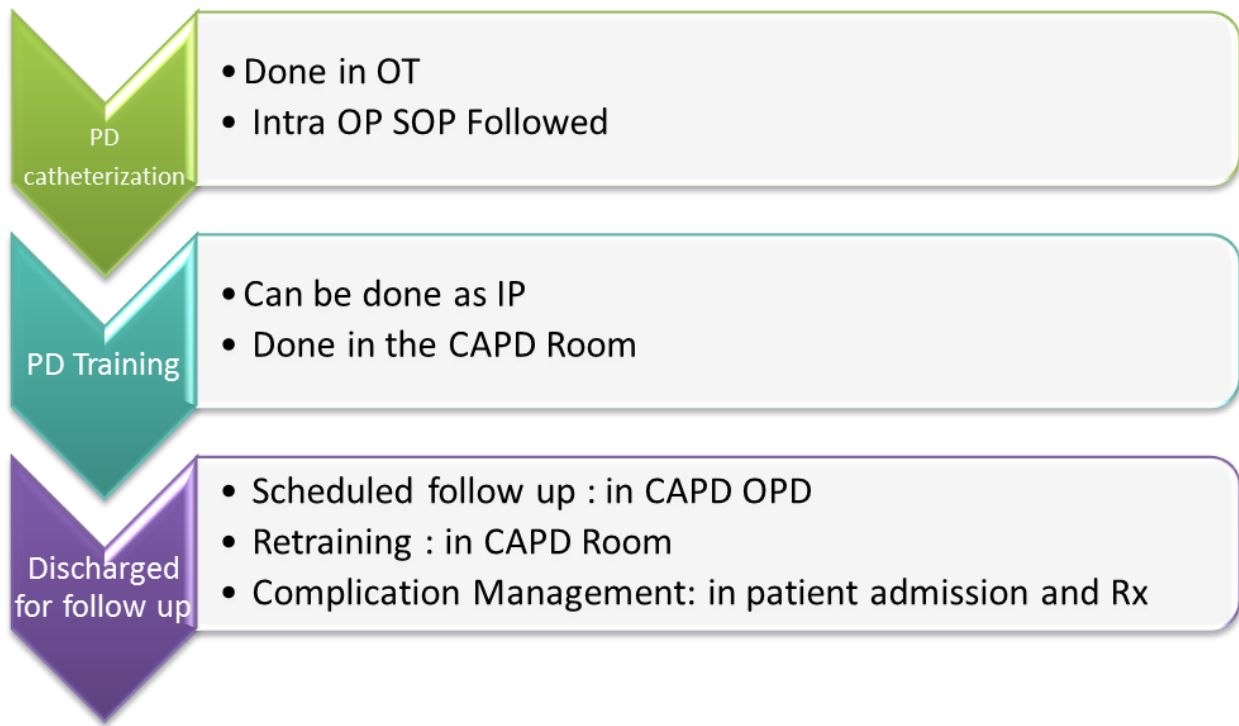 PD
catheterization
• Done in OT
• Intra OP SOP Followed
PD Training
• Can be done as IP
• Done in the CAPD Room
Discharged
for follow up
• Scheduled follow up : in CAPD OPD
• Retraining : in CAPD Room
• Complication Management: in patient admission and Rx